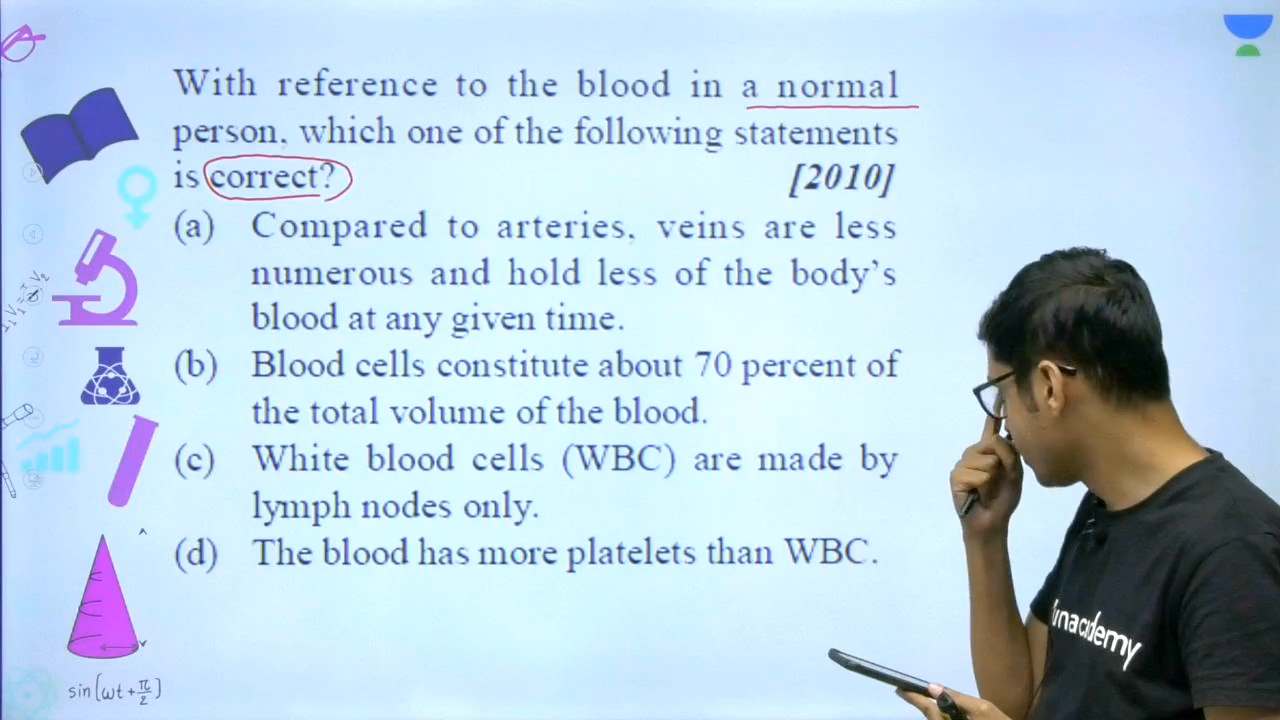 With reference to the blood in a normal
person, which one of the following statements
is correct? [2010]
(a) Compared to arteries, veins are less
numerous and hold less of the body's
blood at any given time.
(b) Blood cells constitute about 70 percent of
the total volume of the blood.
(c) White blood cells (WBC) are made by
lymph nodes only.
(d) The blood has more platelets than WBC.
unacademy
sin(ωt+π/2)